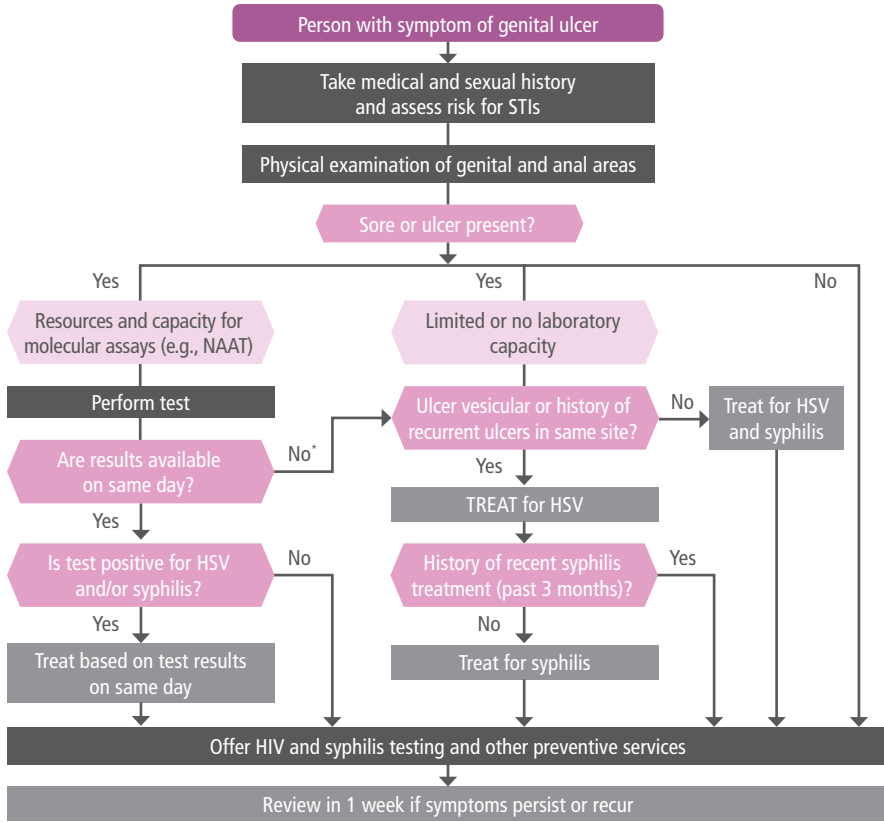 Person with symptom of genital ulcer
Take medical and sexual history
and assess risk for STIs
Physical examination of genital and anal areas
Sore or ulcer present?
Yes
Yes
No
Resources and capacity for
molecular assays (e.g., NAAT)
Limited or no laboratory
capacity
Perform test
Ulcer vesicular or history of
recurrent ulcers in same site?
No
Treat for HSV
and syphilis
Are results available
on same day?
No*
Yes
TREAT for HSV
Yes
Is test positive for HSV
and/or syphilis?
No
History of recent syphilis
treatment (past 3 months)?
Yes
Yes
No
Treat based on test results
on same day
Treat for syphilis
Offer HIV and syphilis testing and other preventive services
Review in 1 week if symptoms persist or recur